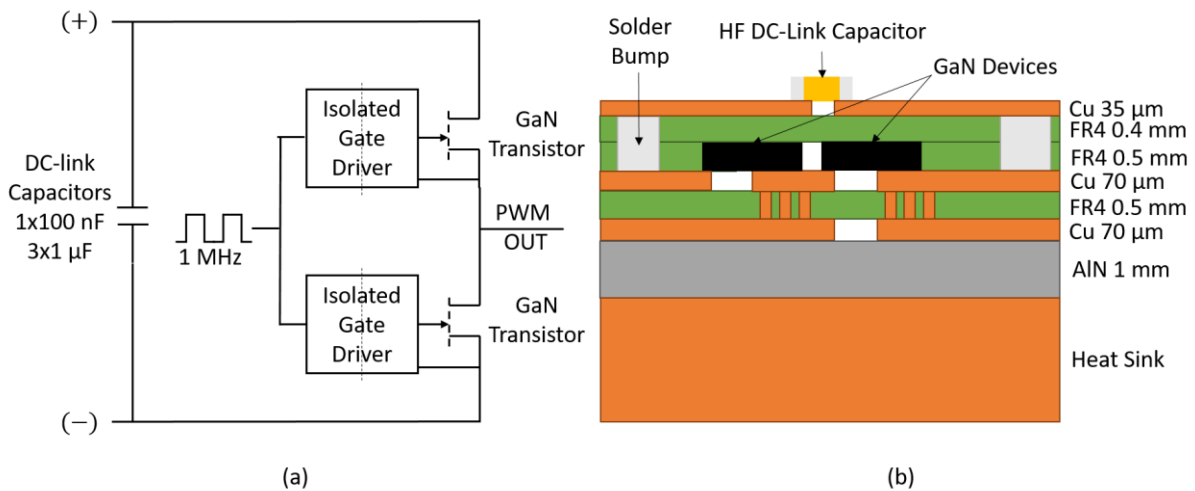 (+)
DC-link
Capacitors
1x100 nF
3x1 μF
1 MHz
Isolated
Gate
Driver
GaN
Transistor
PWM
OUT
Isolated
Gate
Driver
GaN
Transistor
(−)
(a)
Solder
Bump
HF DC-Link Capacitor
GaN Devices
Cu 35 μm
FR4 0.4 mm
FR4 0.5 mm
Cu 70 μm
FR4 0.5 mm
Cu 70 μm
AlN 1 mm
Heat Sink
(b)